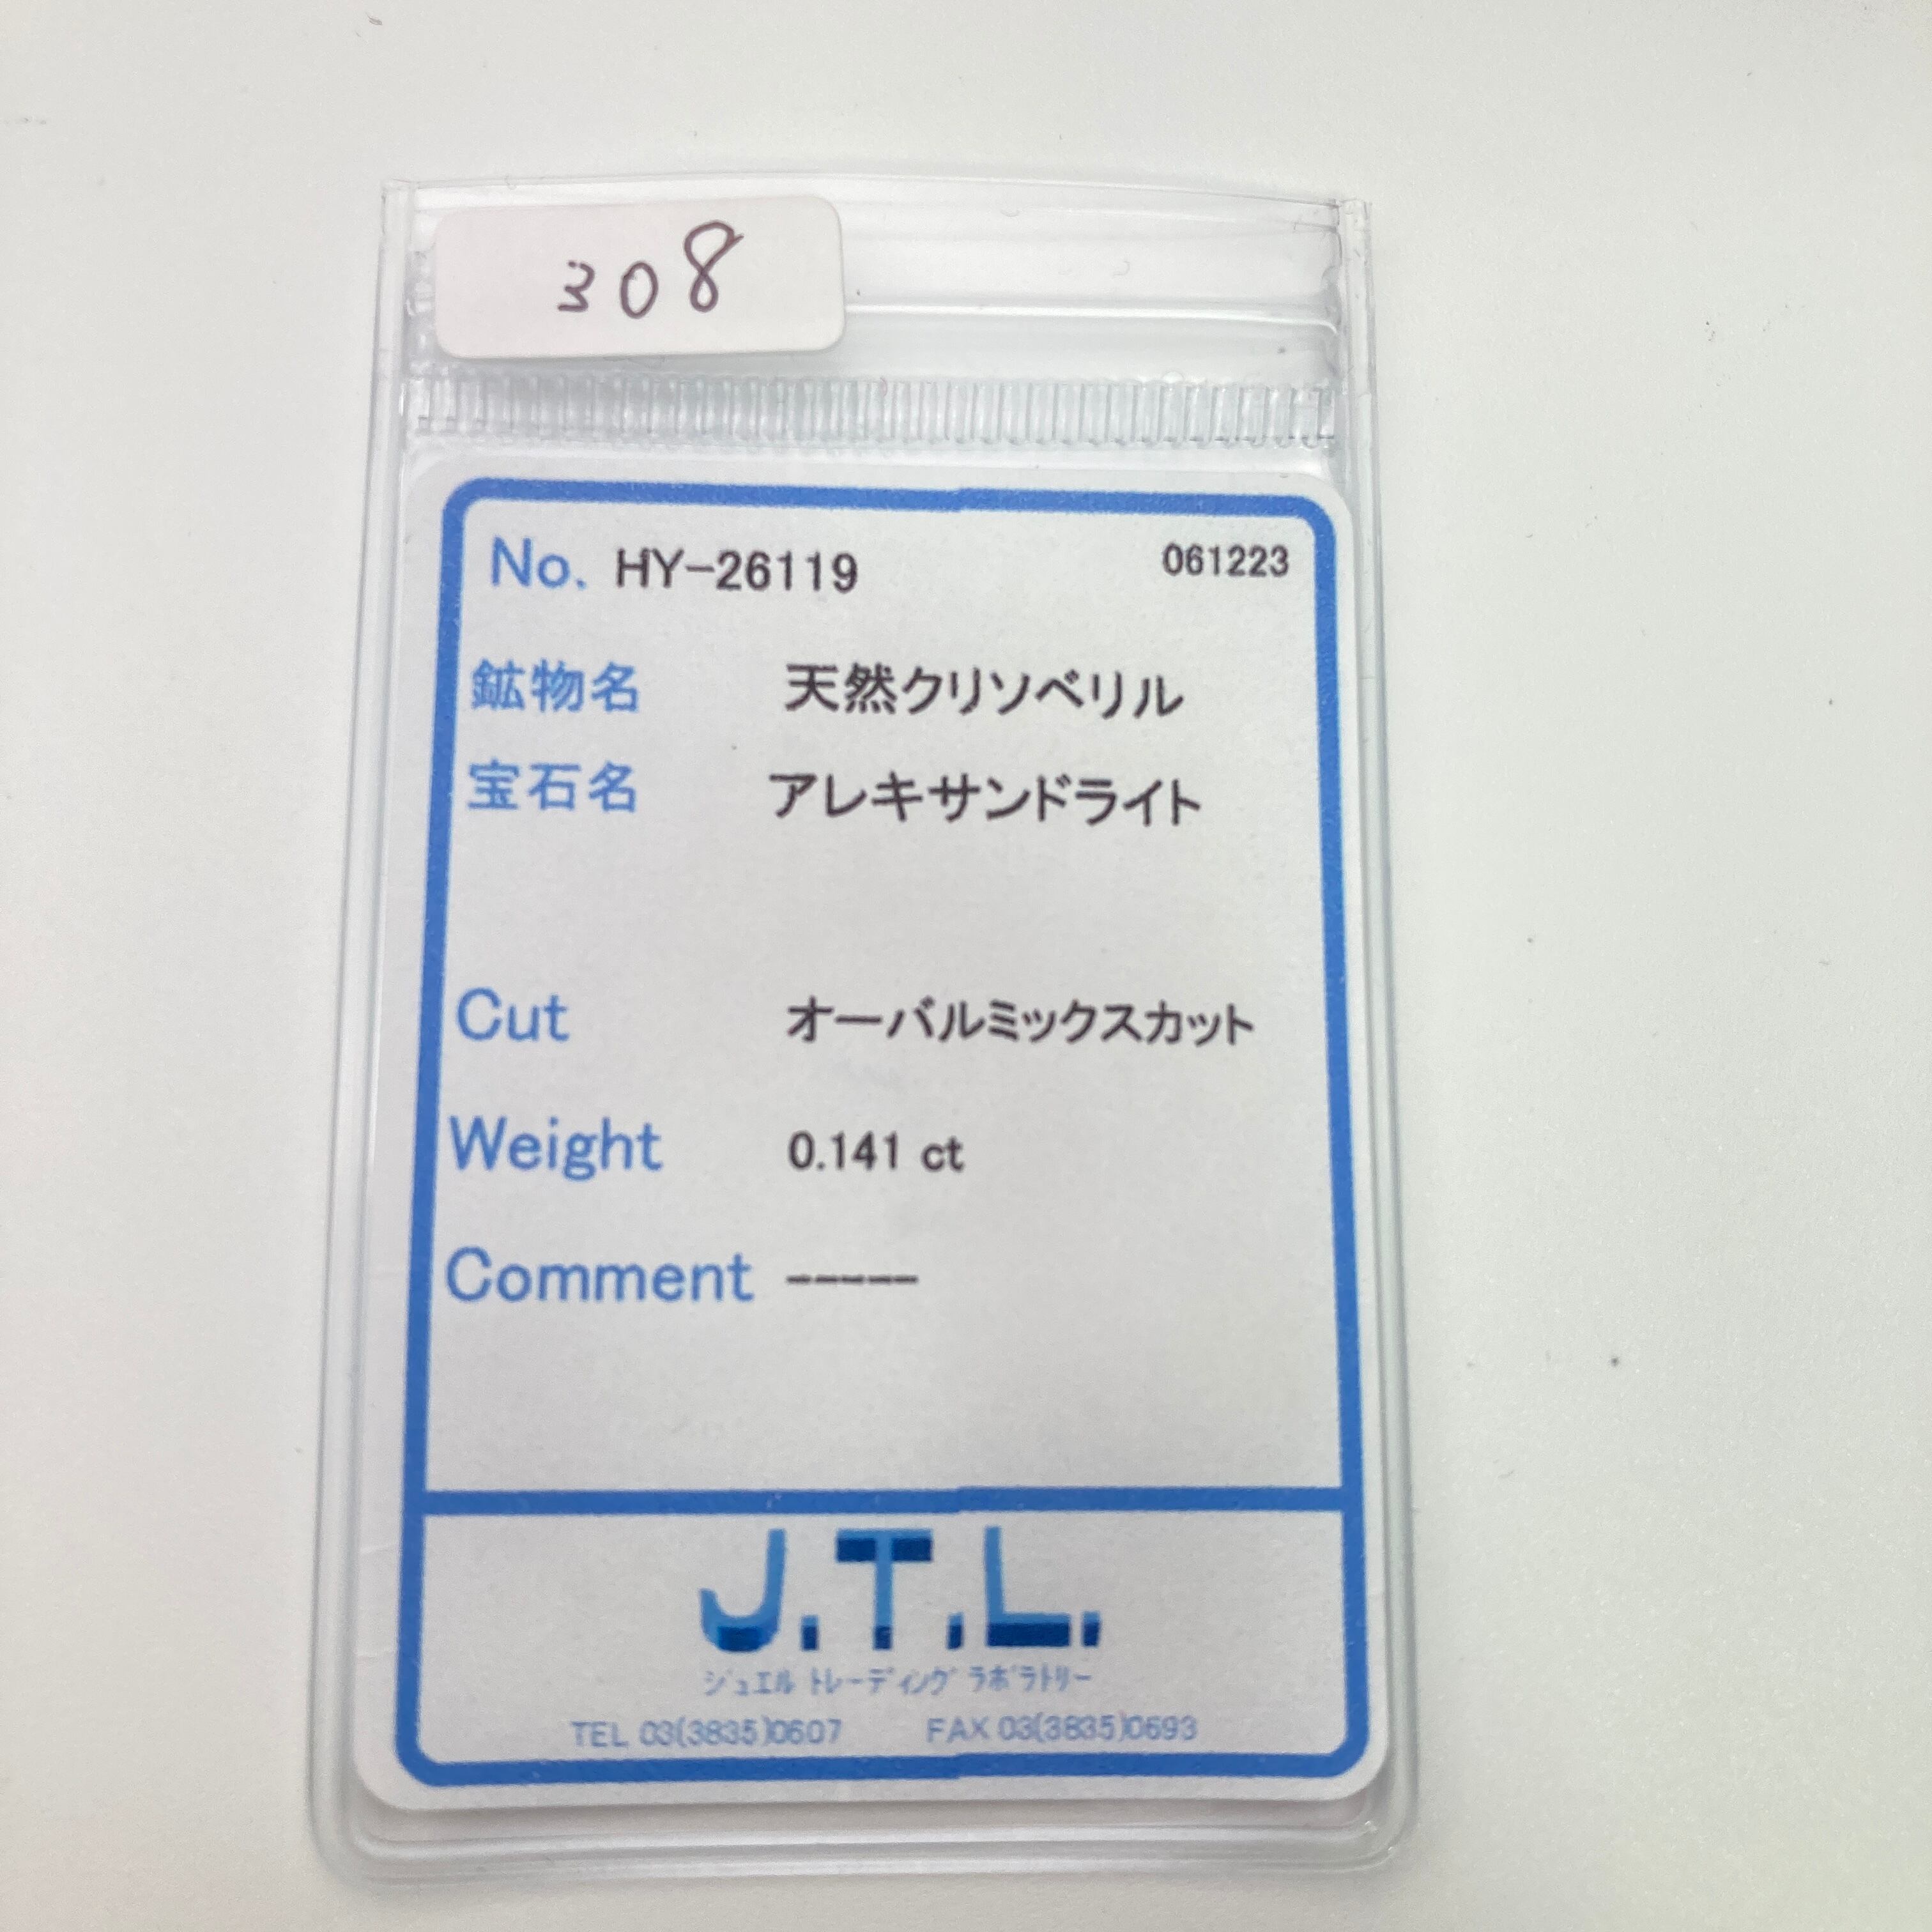 308
No. HY-26119 061223
鉱物名 天然クリソベリル
宝石名 アレキサンドライト
Cut オーバルミックスカット
Weight 0.141 ct
Comment -----
J.T.L.
ジュエル トレーディング ラボラトリー
TEL 03(3835)0607 FAX 03(3835)0693